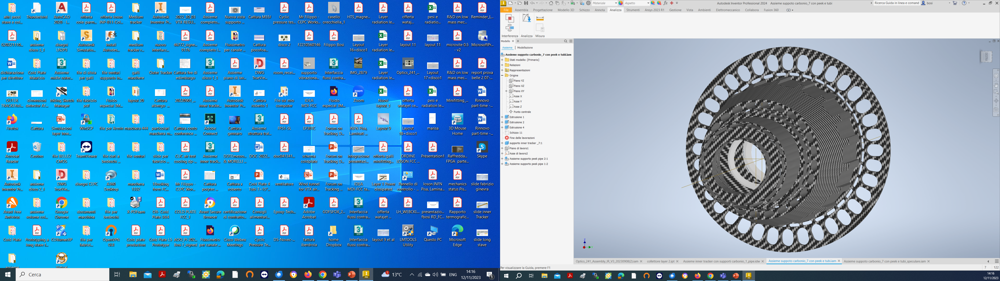 altri pezzi stave e col...
Thunderbird
AutoCAD 2020 - I...
offerta cole-parm...
offerta loson INP-011-Col...
Medium tracker
Autodesk Inventor Pr...
2022_10_03 VTX REGU...
Assieme completo...
Nuova vista supporto ...
Cattura M55J
Cyclic pressure tes...
Mr Filippo - CEPC Works...
casello orecchiella_1
HTS_magne...
Layer radiation le...
offerta wataj...
pesi e radiatio...
R&D on low mass mec...
Reminder_L...
G20221110...
assieme disco 3_1
disegni LN2P3
Autodesk Simulatio...
Install Autodes...
medium tracker r...
nuovo interfacc...
46772_signe... 9176
Assieme completo l...
Flussimetro per canale ...
Cattura pocofoa...
disco 2
F2210560146
Filippo Bosi
Layout 16+disco1
Layer radiation le...
layout 11
layout 11
microvite 0.5 - v2
MicrosoftPr...
dichiarazione per direttore
Cold Plate Maurizio
Assieme midle outer...
file di silvia per galli
file venturi supporto in...
galli maschere
Outer Tracker
Cattura fee di edimburgo
Assieme disco 1_1
Assieme piano di lav...
DWG TrueVie...
room_recei...
supporto vibraziona...
Interfaccia flussi contra...
IMG_2879
Layer radiation le...
Optics_241_...
Layout 17+disco1
R&D on low mass mec...
report prova belle 2 07-...
OUTER TRACKERsli...
dimensioni detector AT...
Inkling Sketch Manager
file fabrizio pdf
Fluido especial 3M...
layout 20
Cattura albergo _...
20220901_...
Assieme inner tracke...
Autodesk Inventor Pr...
Cattura roberto 1
File sul mio computer
IDEA MDI-FCC
Fluido especial 3M...
Zoom
Nuovi layout_1
offerta watajet ce...
pesi e radiation le...
Minifitting_...
Rinnovo part-time -...
Firefox
Cattura
Simulazioni layer Inne...
WinSCP
file per Armin
maschera 444
particolari maschera m...
Cattura costo conference ...
Adobe Connect
Cattura gennaro
Assieme struttura tral...
FP51-SL
EP30TC
Forum on Tracking D...
INFN Pisa, Laminati ...
Layout 9
Layout 18+disco1
marisa
3D Mouse Home
Rinnovo part-time -...
Acrobat Reader
Cestino
file BELLE2 CMOS
TeamViewer
file dati a bedeschi ...
file venturi
slide per fabrizio ...
CLIC air test cooling dp-...
Assieme inner track...
DDTEmesso... & MORELLI ...
DOC-2022...
doc041341...
schema coldplate
Forum on Tracking D...
integrazione presentazi...
offerta galli minifitting...
ORDINE LOSON FCC ...
Présentation1
Raffredda... FPGA parte...
Skype
Autodesk Inventor Pr...
assieme disco 2_1
DWG TrueVie...
disegni CEPC
A360 Desktop
maschera 1332
1Booking form FC...
Mr Filippo - CEPC Wor...
Cattura polytec ...
Cattura x roberto
Cold Plate 4 Tubi T=15°...
ventilatore
Wind tunnel for VTX air...
Forum on Tracking ...
IDEA MDI-FCC ta...
Layer 1 Power dissipated
Pannello di controllo - ...
loson INFN Pisa, Lamina...
mechanics status Pis...
slide fabrizio ginevra
Avast Free Antivirus
assieme volume col...
Google Chrome
documenti macchina
file per bedeschi
X-PDFsam
OB- Cold Plate 3&4
COLD PLATE FCC_1
Avast Secure Browser
certificazione di contratto...
Consigli alimentari...
Epoxy-Tech...
Adobe Acrobat
GDFSFOX_2...
Interfaccia flussi contra...
offerta watajet ...
LH_WEBCKI....
presentazio... fbosi RD_FC...
Rapporto termografic...
slide inner Tracker
Cold Plate
Prototyping a long stave f...
CDBurnerXP
file per fabrizi...
OpenVPN GUI
Cold plate production
Cold Plate L5 Prototype
AOO_PI-202... Bosi F_signed
Flussimetro per canale ...
Cisco Webex Meetings
Cyclic Pressure Te...
DS-Novec-...
fattura iberdrola
home Dropbox
Interfaccia flussi contra...
layout 9 et al
LMTOOLS Utility
Questo PC
Microsoft Edge
slide long stave
assieme
Virtual
Cerca
13°C
ENG
14:16
12/11/2023
1
Materiale
Aspetto
Autodesk Inventor Professional 2024 Assieme suppoto carbonio_7 con peek e tubi
Ricerca Guida in linea e comand
bosi
File
Assembla
Progettazione
Modello 3D
Schizzo
Annota
Analizza
Strumenti
Ansys 2023 R1
Gestione
Vista
Ambienti
Elettromeccanico
Collabora
Fusion 360
Interferenza
Analizza
Misura
Modello
Assieme | Modellazione
Assieme suppoto carbonio_7 con peek e tubi.iam
Stati modello: [Primario]
Relazioni
Rappresentazioni
Origine
Piano YZ
Piano XZ
Piano XY
Asse X
Asse Y
Asse Z
Punto centrale
Estrusione 1
Estrusione 2
Estrusione 4
Schizzo 11
Fine delle lavorazioni
supporto inner tracker _7:1
Piano di lavoro1
Asse di lavoro2
Assieme supporto peek pipe 2:1
Assieme supporto peek pipe 1:2
DESTRA
Z
Optics_241_Assembly_IR_V3_20230908(2).iam
collettore layer 2.ipt
Assieme inner tracker con supporti carbonio_1_pipe.idw
Assieme suppoto carbonio_7 con peek e tubi.iam
Assieme suppoto carbonio_7 con peek e tubi_speculare.iam
Per visualizzare la Guida, premere F1
7
122
14:16
12/11/2023